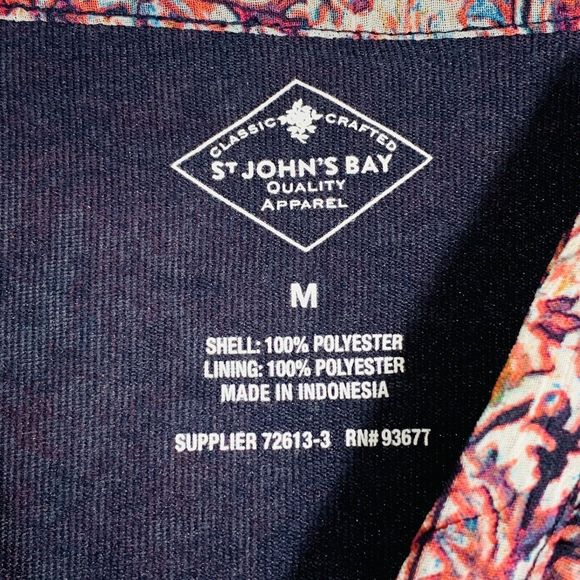 CLASSIC CRAFTED
ST JOHN'S BAY
QUALITY
APPAREL
M
SHELL: 100% POLYESTER
LINING: 100% POLYESTER
MADE IN INDONESIA
SUPPLIER 72613-3 RN# 93677